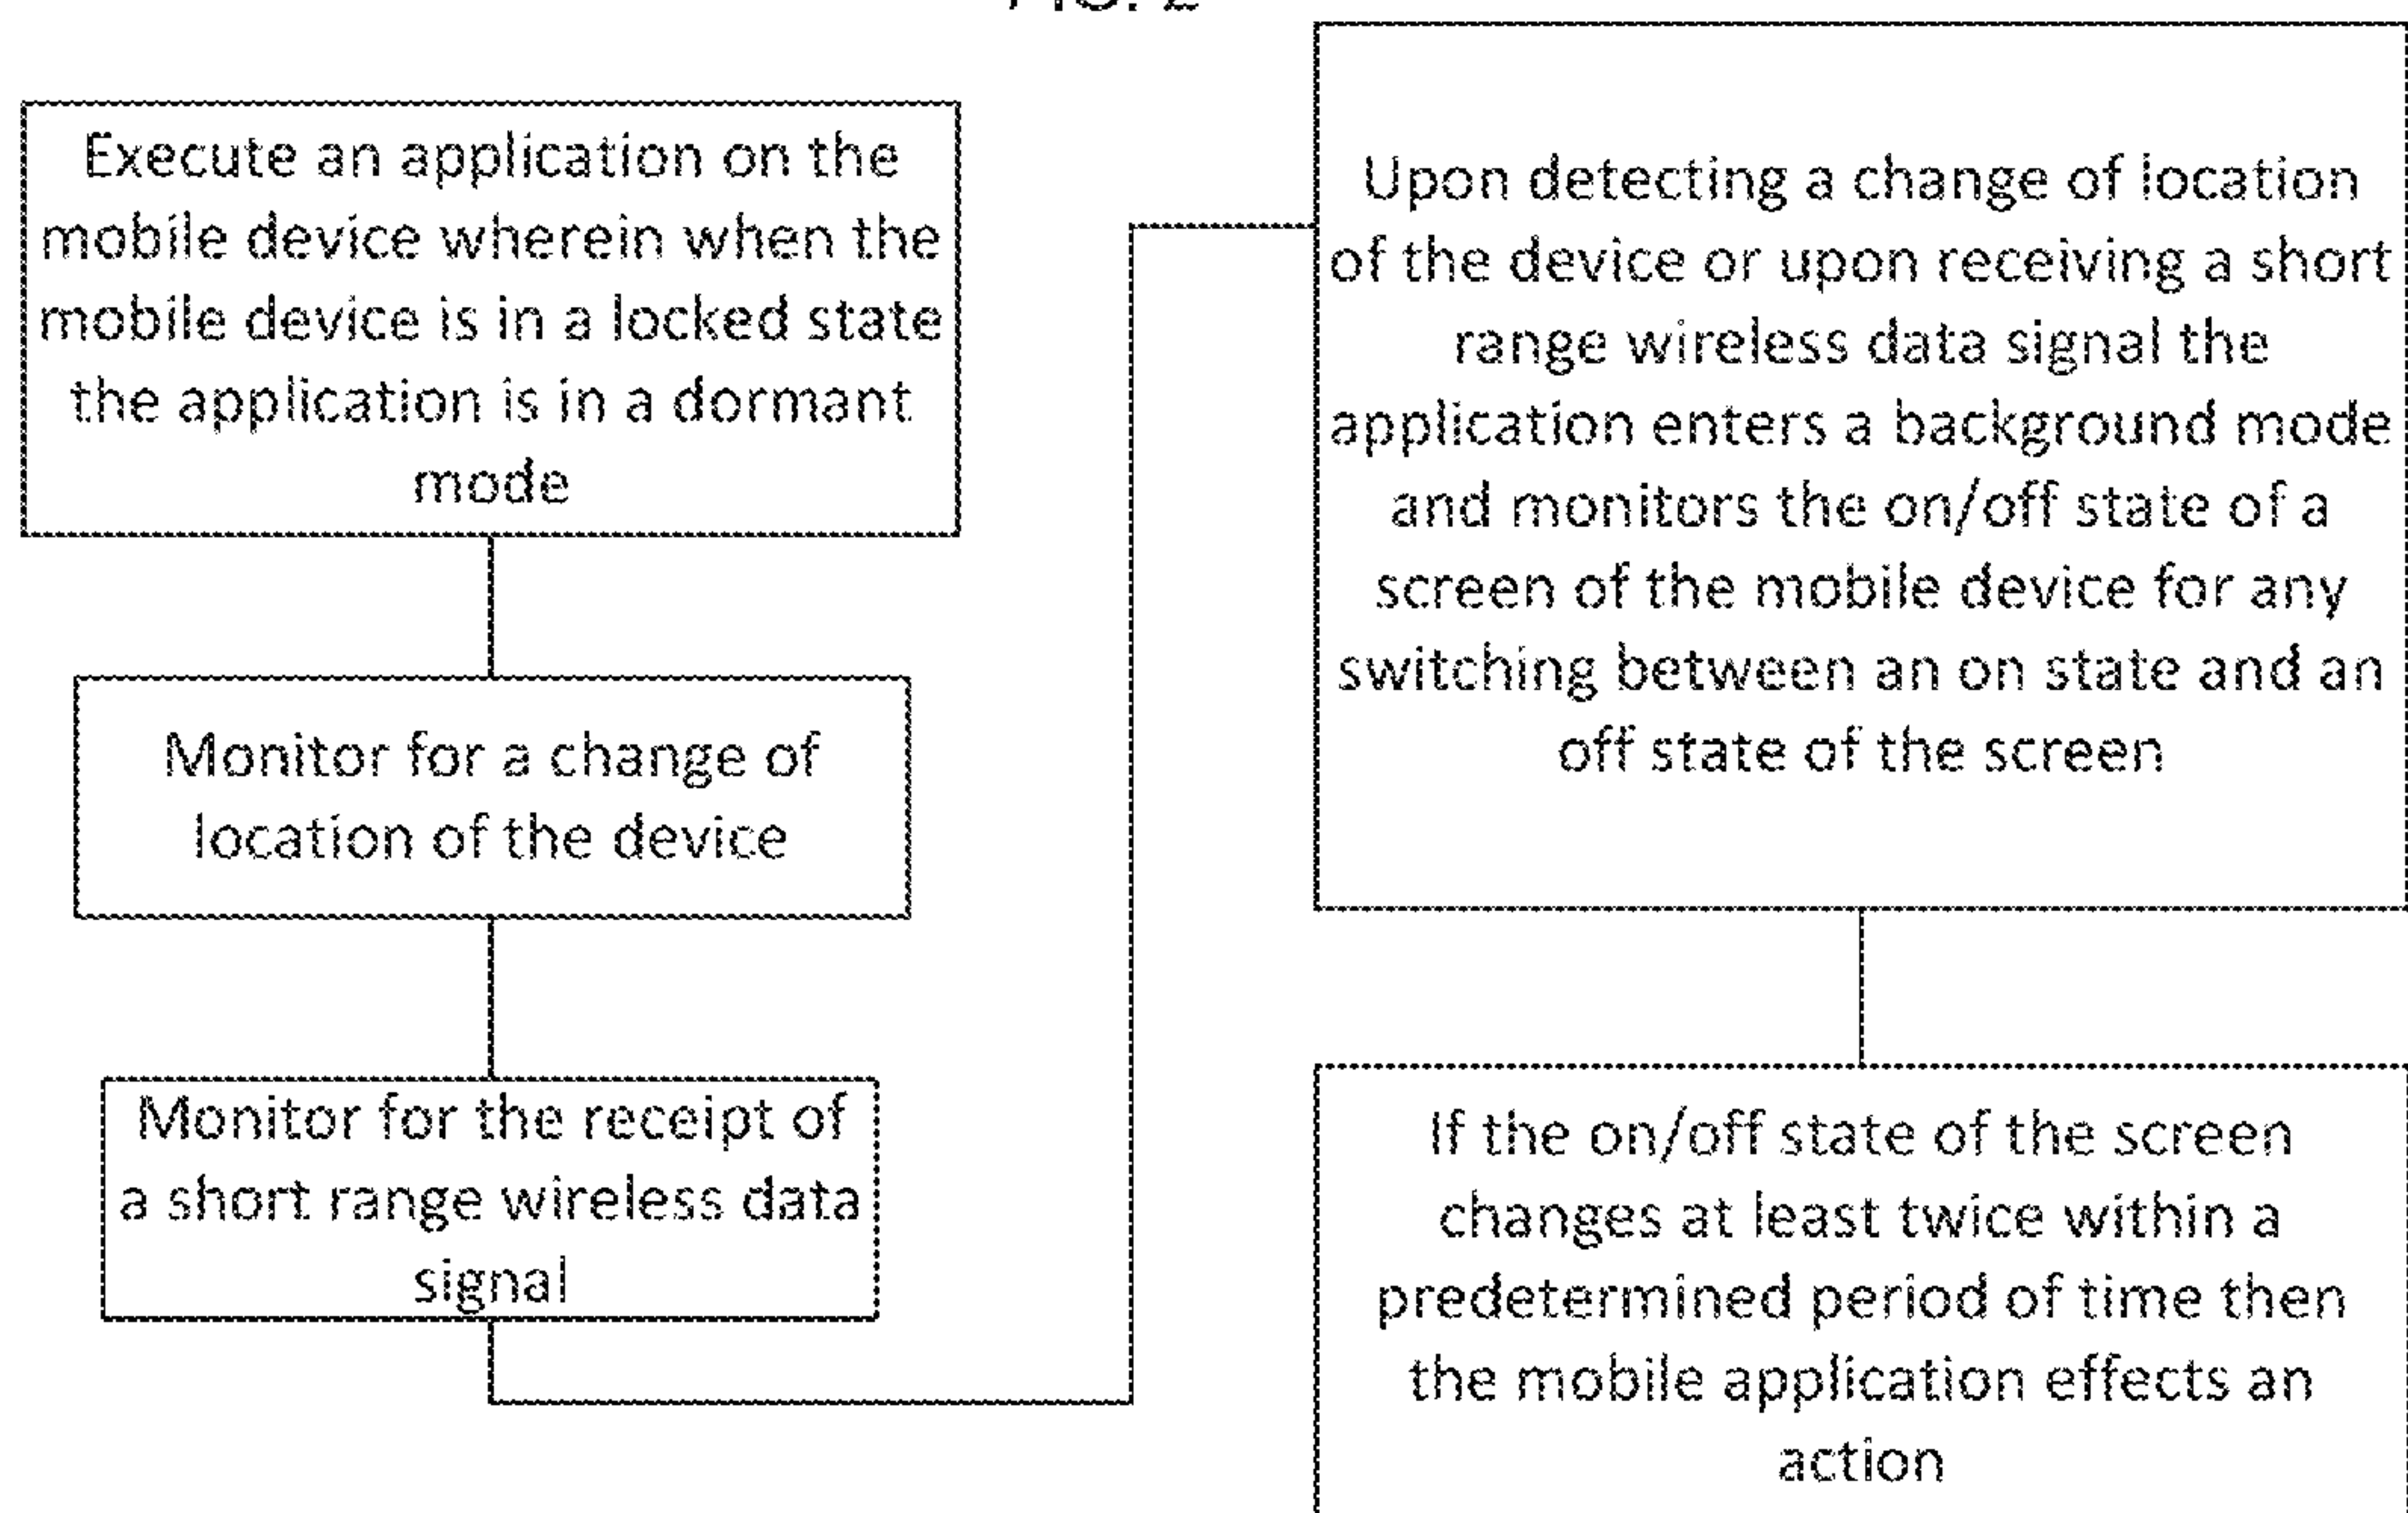 FIG. 2
Execute an application on the
mobile device wherein when the
mobile device is in a locked state
the application is in a dormant
mode
Monitor for a change of
location of the device
Monitor for the receipt of
a short range wireless data
signal
Upon detecting a change of location
of the device or upon receiving a short
range wireless data signal the
application enters a background mode
and monitors the on/off state of a
screen of the mobile device for any
switching between an on state and an
off state of the screen
If the on/off state of the screen
changes at least twice within a
predetermined period of time then
the mobile application effects an
action